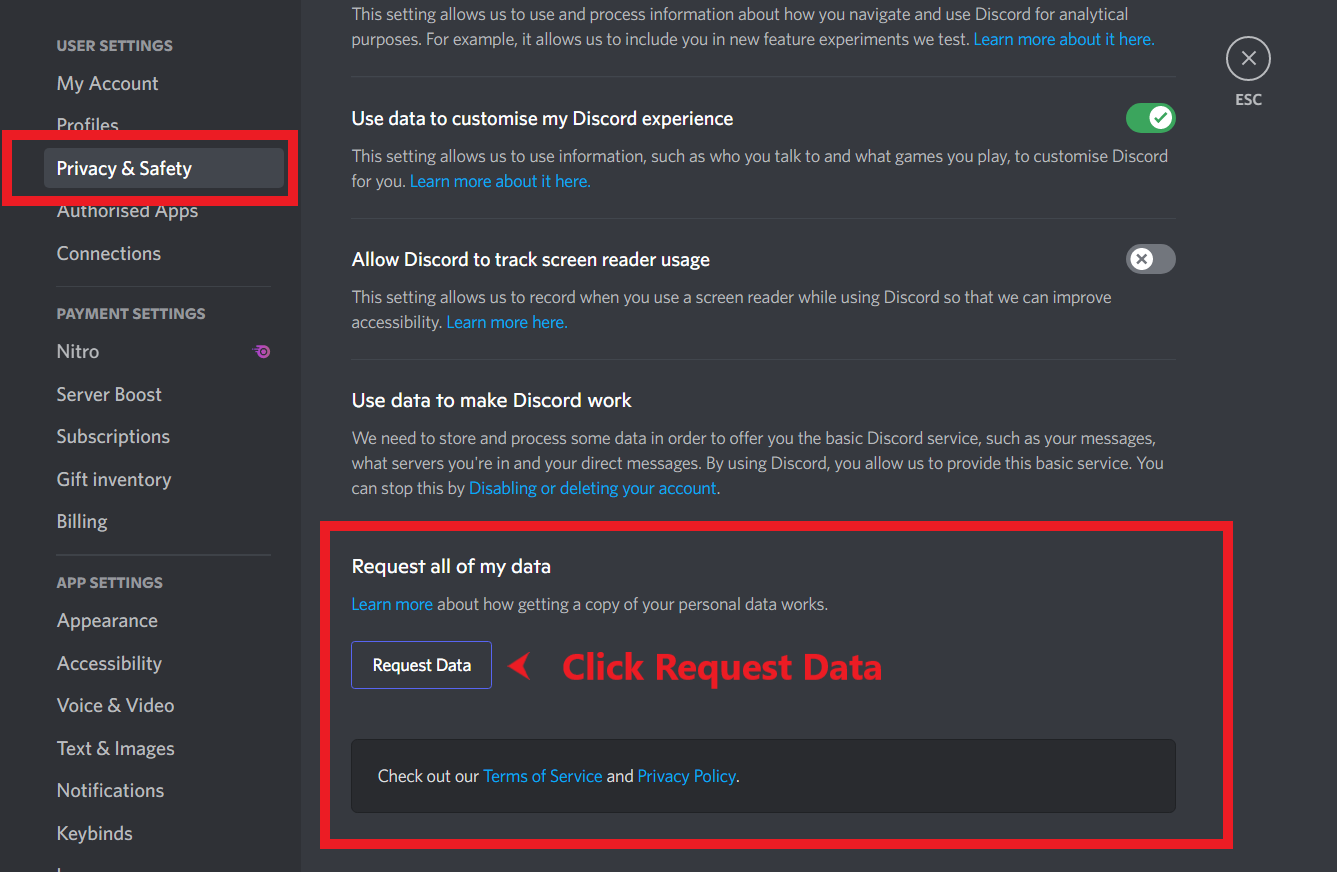 USER SETTINGS
My Account
Profiles
Privacy & Safety
Authorised Apps
Connections
PAYMENT SETTINGS
Nitro
Server Boost
Subscriptions
Gift inventory
Billing
APP SETTINGS
Appearance
Accessibility
Voice & Video
Text & Images
Notifications
Keybinds
This setting allows us to use and process information about how you navigate and use Discord for analytical
purposes. For example, it allows us to include you in new feature experiments we test. Learn more about it here.
Use data to customise my Discord experience
This setting allows us to use information, such as who you talk to and what games you play, to customise Discord
for you. Learn more about it here.
Allow Discord to track screen reader usage
This setting allows us to record when you use a screen reader while using Discord so that we can improve
accessibility. Learn more here.
Use data to make Discord work
We need to store and process some data in order to offer you the basic Discord service, such as your messages,
what servers you're in and your direct messages. By using Discord, you allow us to provide this basic service. You
can stop this by Disabling or deleting your account.
Request all of my data
Learn more about how getting a copy of your personal data works.
Request Data
Click Request Data
Check out our Terms of Service and Privacy Policy.
ESC